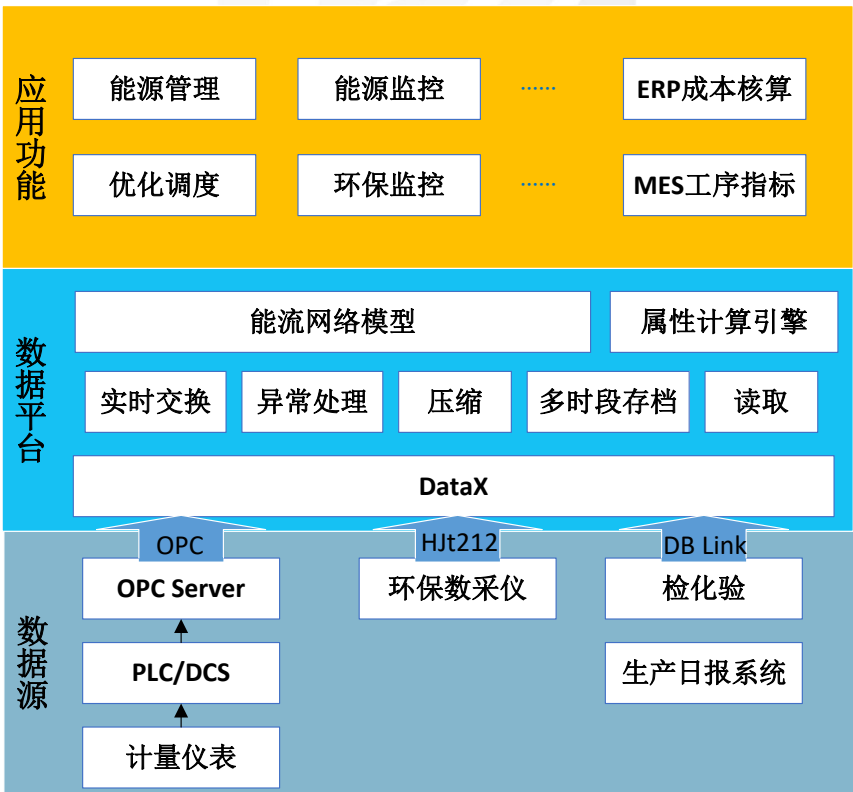 应用功能
能源管理
能源监控
……
ERP成本核算
优化调度
环保监控
……
MES工序指标
数据平台
能流网络模型
属性计算引擎
实时交换
异常处理
压缩
多时段存档
读取
DataX
数据源
OPC
HJt212
DB Link
OPC Server
环保数采仪
检化验
PLC/DCS
生产日报系统
计量仪表